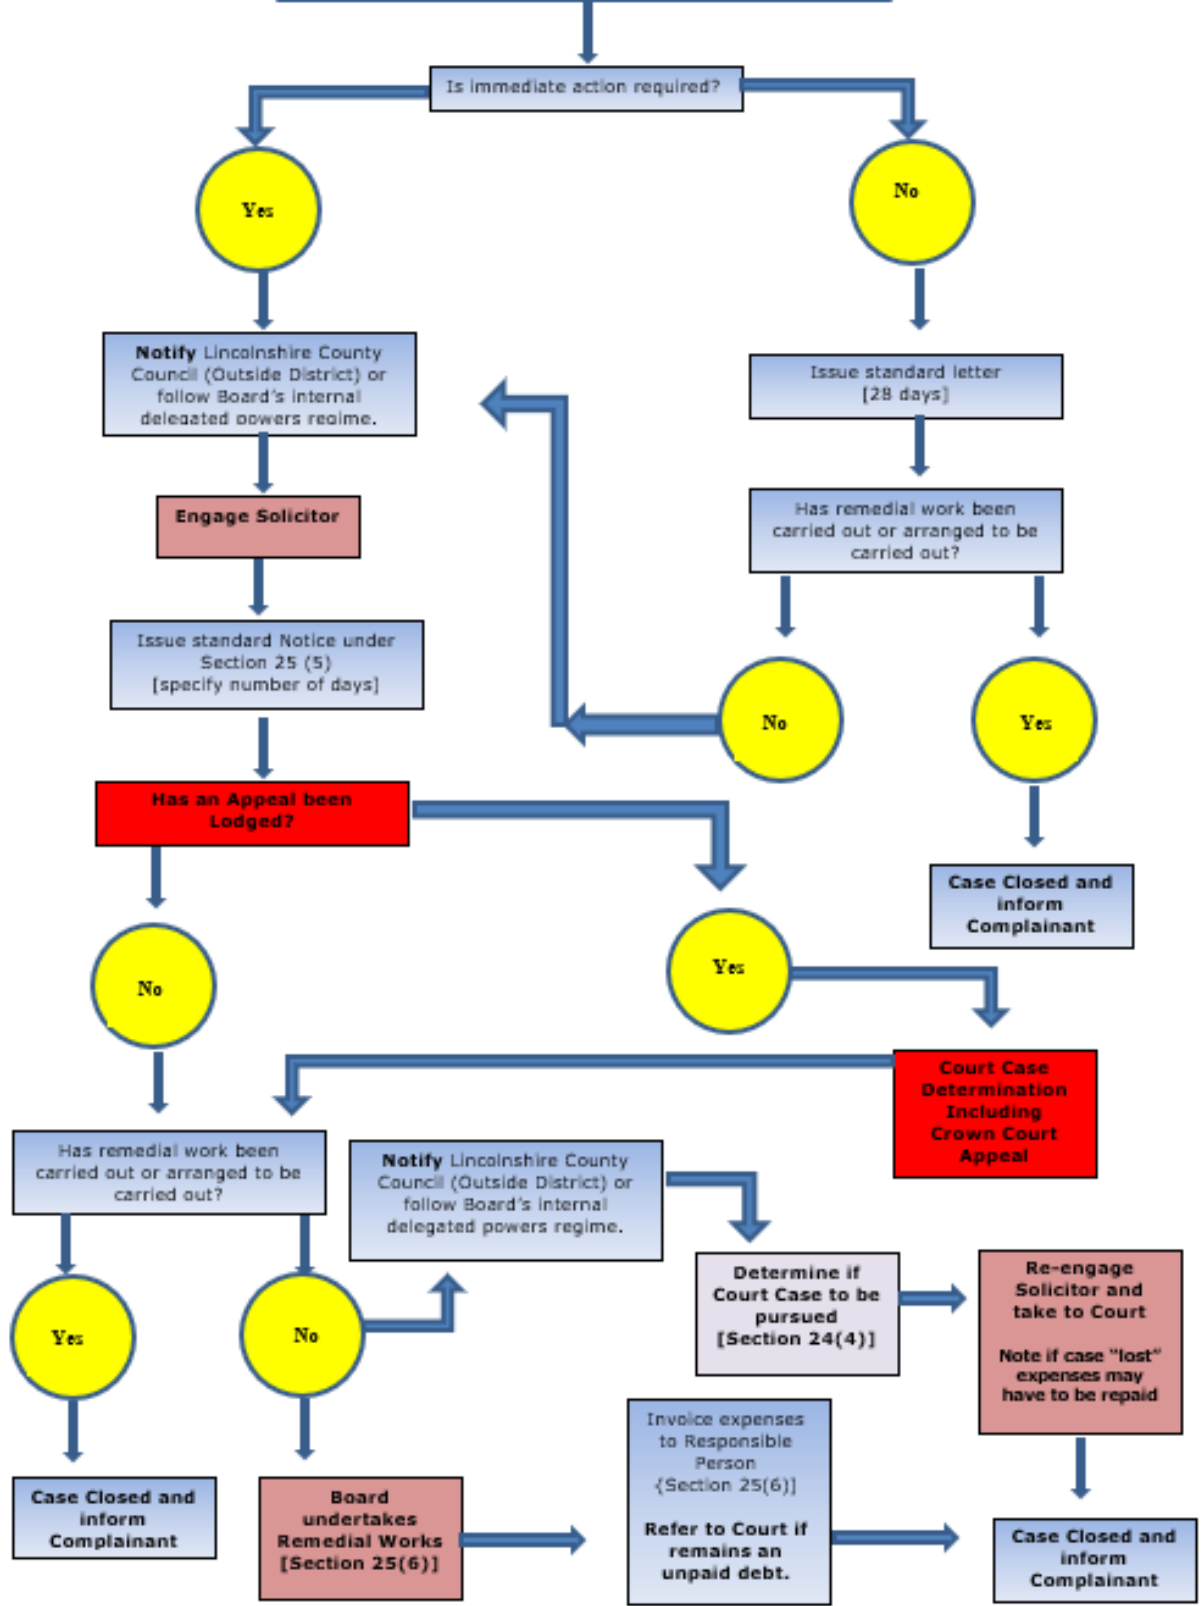 Is immediate action required?
Yes
No
Notify Lincolnshire County
Council (Outside District) or
follow Board's internal
delegated powers regime.
Issue standard letter
[28 days]
Engage Solicitor
Has remedial work been
carried out or arranged to be
carried out?
Issue standard Notice under
Section 25 (5)
[specify number of days]
No
Yes
Has an Appeal been
Lodged?
Case Closed and
inform
Complainant
No
Yes
Court Case
Determination
Including
Crown Court
Appeal
Has remedial work been
carried out or arranged to be
carried out?
Notify Lincolnshire County
Council (Outside District) or
follow Board's internal
delegated powers regime.
Determine if
Court Case to be
pursued
[Section 24(4)]
Re-engage
Solicitor and
take to Court
Note if case "lost"
expenses may
have to be repaid
Yes
No
Case Closed and
inform
Complainant
Board
undertakes
Remedial Works
[Section 25(6)]
Invoice expenses
to Responsible
Person
{Section 25(6)]
Refer to Court if
remains an
unpaid debt.
Case Closed and
inform
Complainant